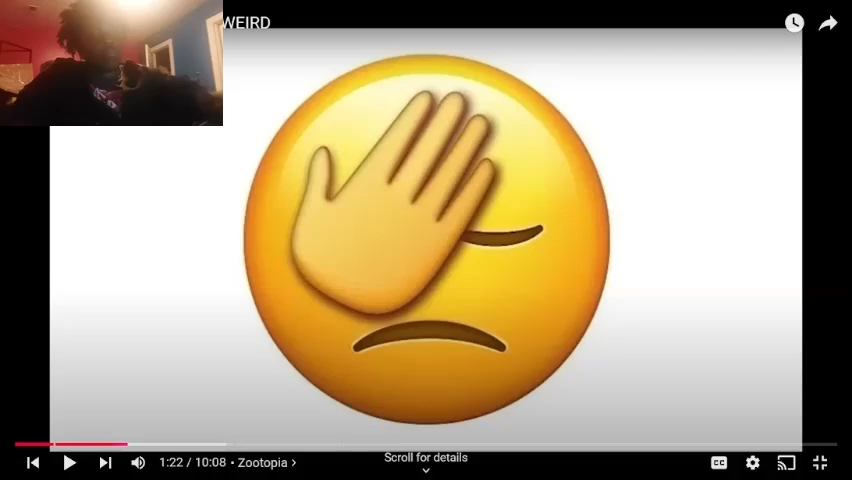 WEIRD
1:22 / 10:08 • Zootopia >
Scroll for details
CC